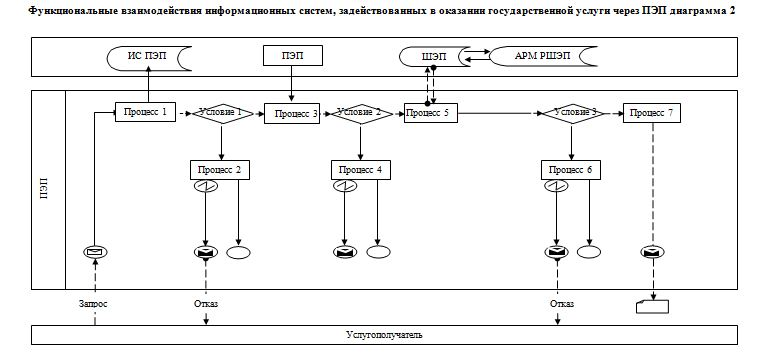 Функциональные взаимодействия информационных систем, задействованных в оказании государственной услуги через ПЭП диаграмма 2
ИС ПЭП
ПЭП
ШЭП
АРМ РШЭП
Процесс 1
Условие 1
Процесс 3
Условие 2
Процесс 5
Условие 3
Процесс 7
Процесс 2
Процесс 4
Процесс 6
ПЭП
Запрос
Отказ
Отказ
Услугополучатель